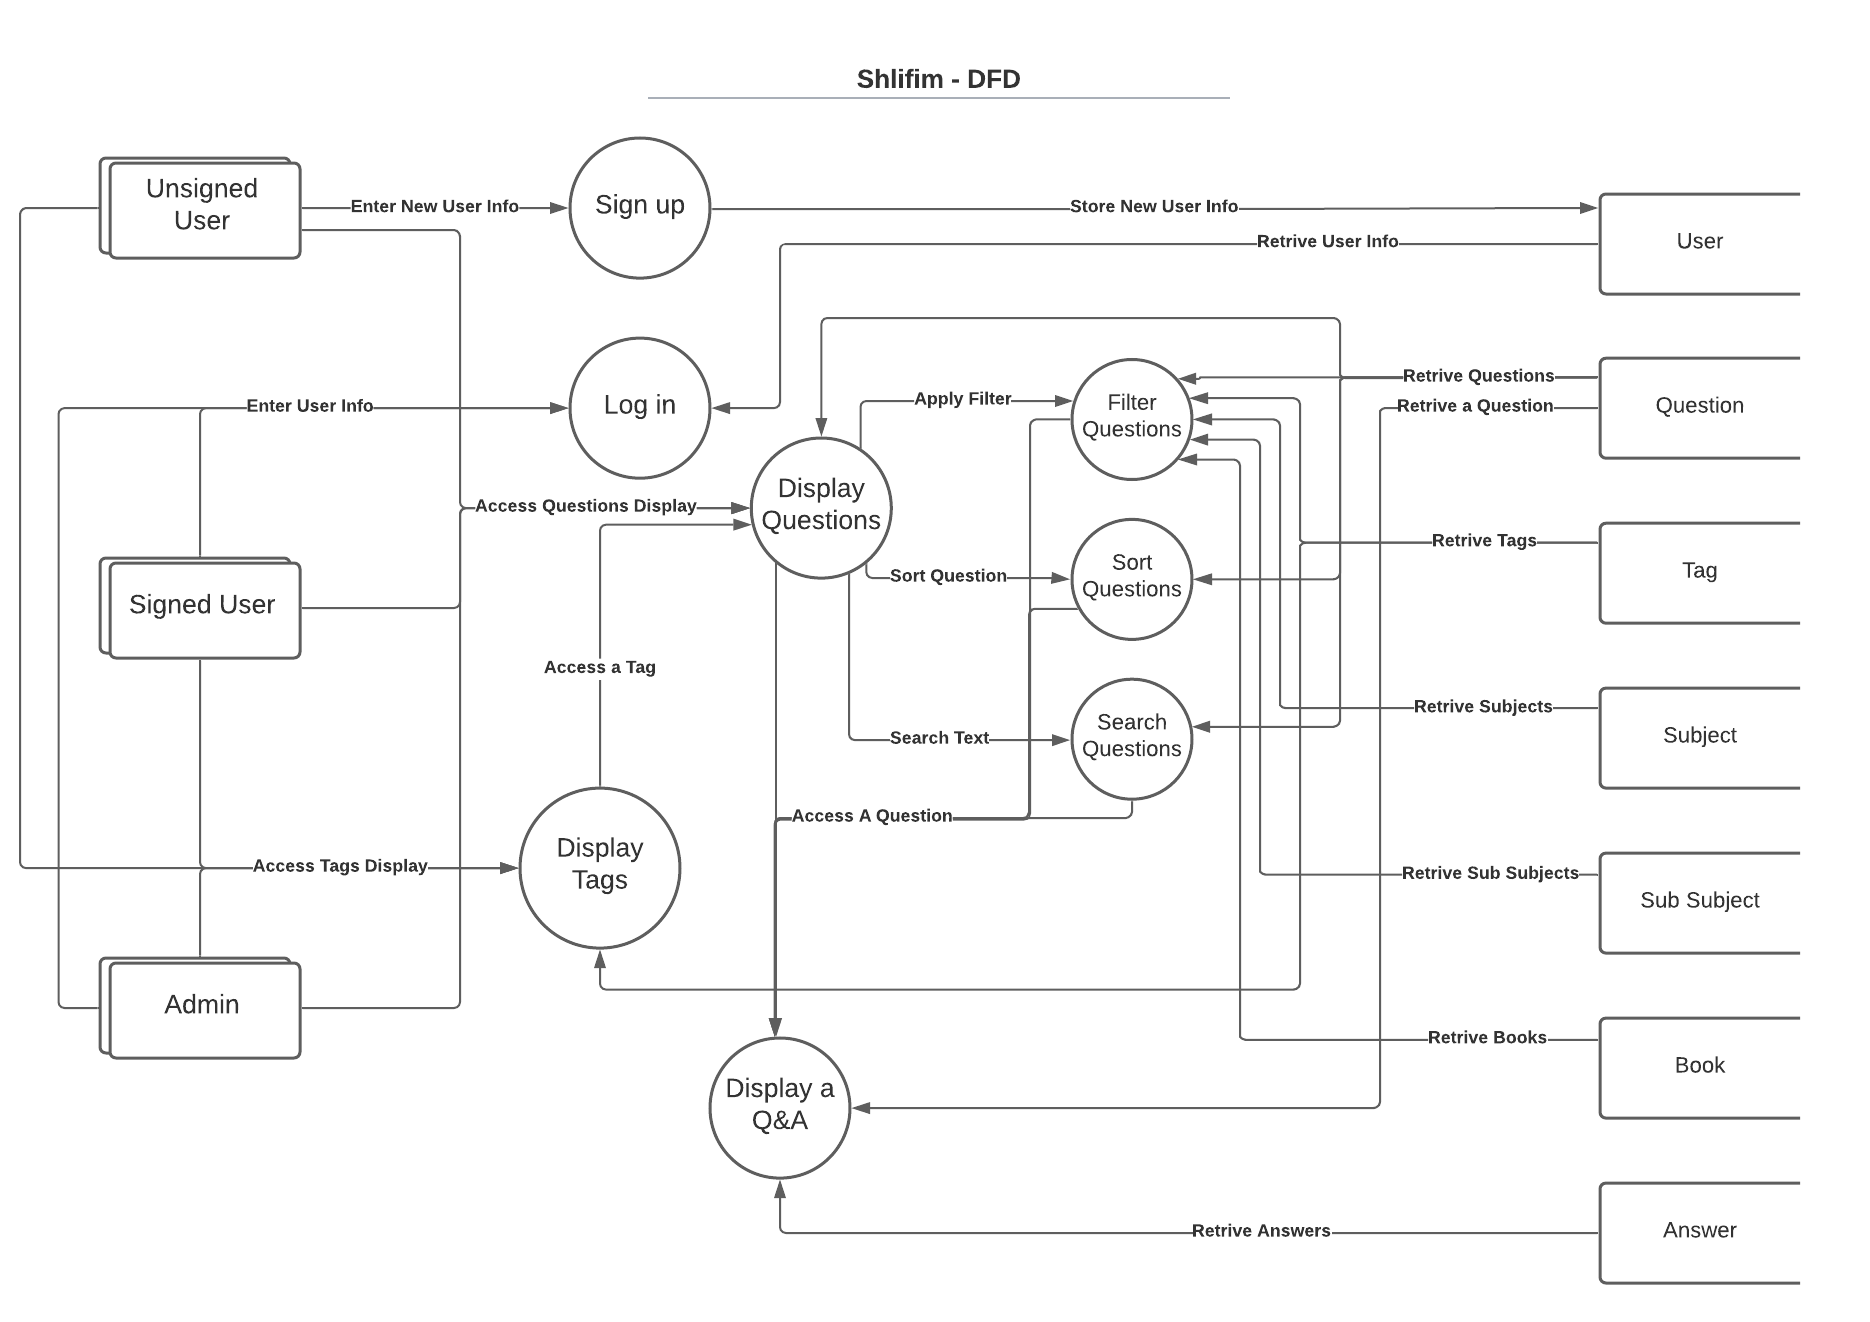 Shlifim - DFD
Unsigned
User
Enter New User Info
Sign up
Store New User Info
User
Retrive User Info
Enter User Info
Log in
Apply Filter
Filter
Questions
Retrive Questions
Retrive a Question
Question
Access Questions Display
Display
Questions
Sort Question
Sort
Questions
Retrive Tags
Tag
Signed User
Access a Tag
Search Text
Search
Questions
Retrive Subjects
Subject
Access A Question
Access Tags Display
Display
Tags
Retrive Sub Subjects
Sub Subject
Admin
Retrive Books
Book
Display a
Q&A
Retrive Answers
Answer